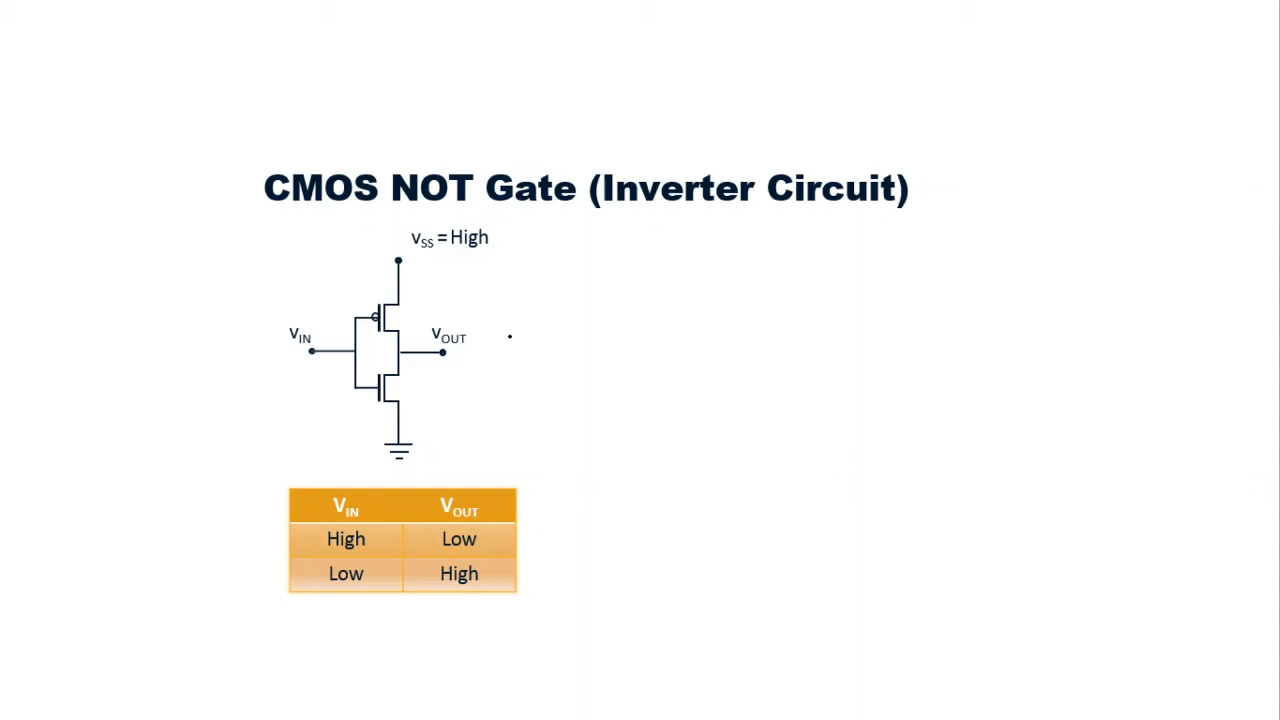 CMOS NOT Gate (Inverter Circuit)
vSS = High
vIN
vOUT
VIN VOUT
High Low
Low High